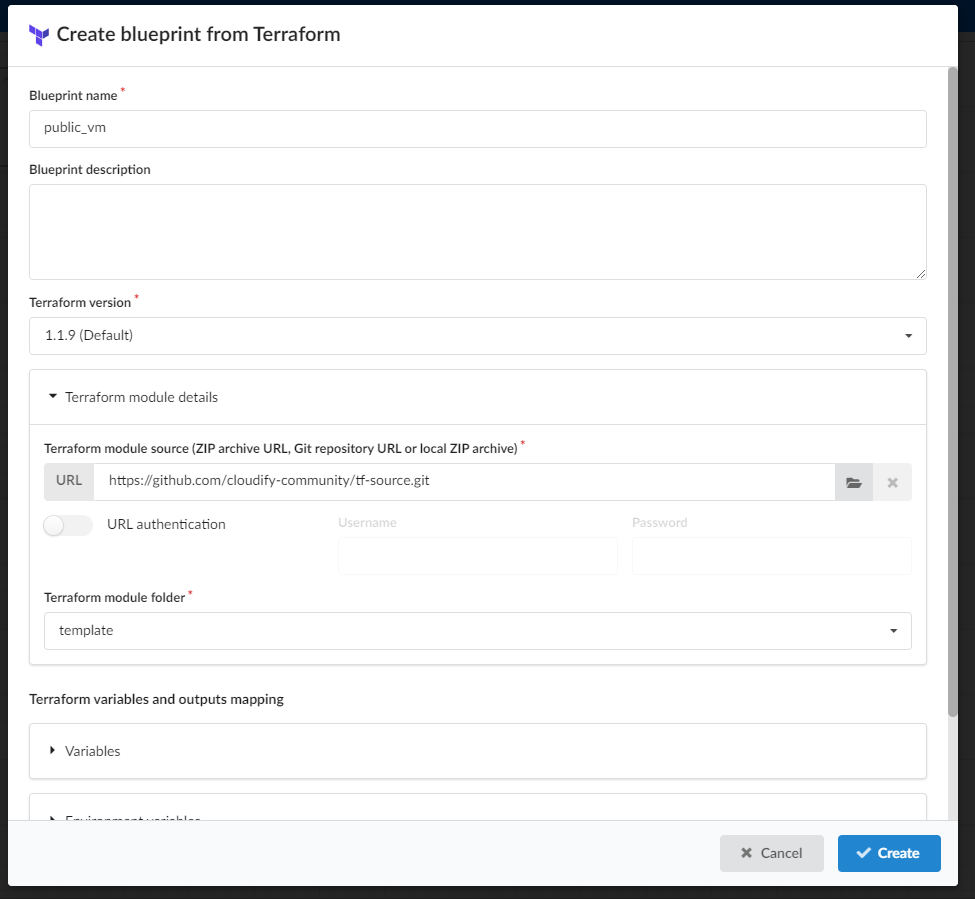 Create blueprint from Terraform
Blueprint name *
public_vm
Blueprint description
Terraform version *
1.1.9 (Default)
Terraform module details
Terraform module source (ZIP archive URL, Git repository URL or local ZIP archive) *
URL https://github.com/cloudify-community/tf-source.git
URL authentication Username Password
Terraform module folder *
template
Terraform variables and outputs mapping
Variables
Environment variables
Cancel Create